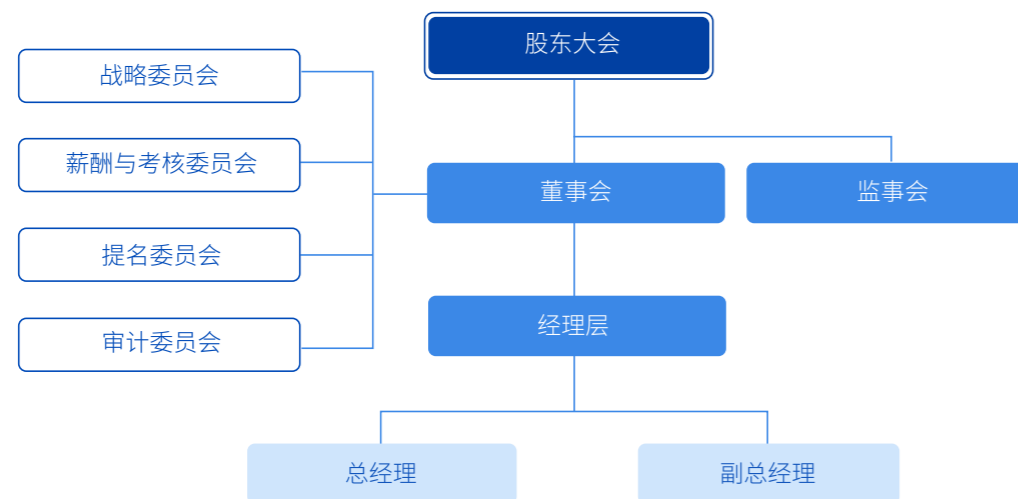 股东大会
战略委员会
薪酬与考核委员会
董事会
监事会
提名委员会
经理层
审计委员会
总经理
副总经理